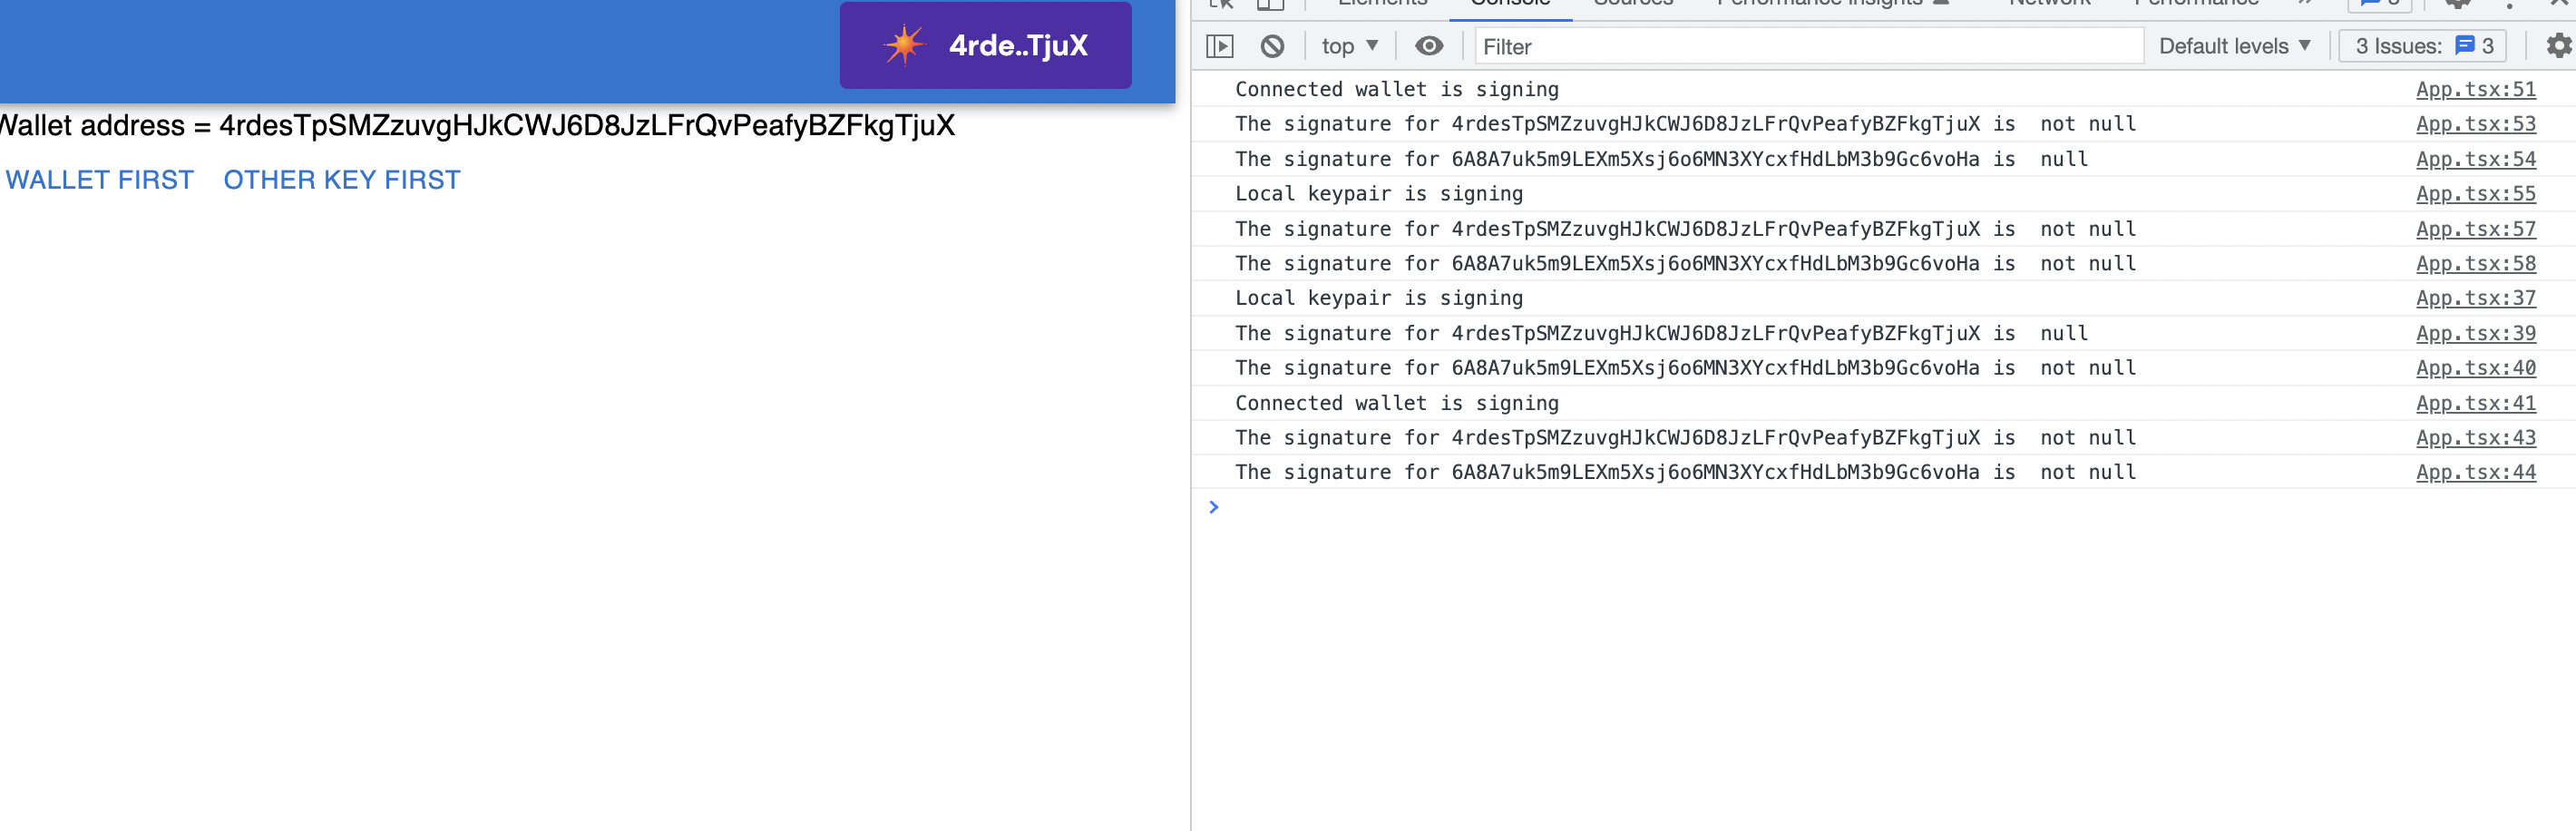 4rde..TjuX
Wallet address = 4rdesTpSMZzuvgHJkCWJ6D8JzLFrQvPeafyBZFkgTjuX
WALLET FIRST OTHER KEY FIRST
Elements Console Sources Performance insights Network Performance
top Filter Default levels 3 Issues: 3
Connected wallet is signing App.tsx:51
The signature for 4rdesTpSMZzuvgHJkCWJ6D8JzLFrQvPeafyBZFkgTjuX is not null App.tsx:53
The signature for 6A8A7uk5m9LEXm5Xsj6o6MN3XYcxfHdLbM3b9Gc6voHa is null App.tsx:54
Local keypair is signing App.tsx:55
The signature for 4rdesTpSMZzuvgHJkCWJ6D8JzLFrQvPeafyBZFkgTjuX is not null App.tsx:57
The signature for 6A8A7uk5m9LEXm5Xsj6o6MN3XYcxfHdLbM3b9Gc6voHa is not null App.tsx:58
Local keypair is signing App.tsx:37
The signature for 4rdesTpSMZzuvgHJkCWJ6D8JzLFrQvPeafyBZFkgTjuX is null App.tsx:39
The signature for 6A8A7uk5m9LEXm5Xsj6o6MN3XYcxfHdLbM3b9Gc6voHa is not null App.tsx:40
Connected wallet is signing App.tsx:41
The signature for 4rdesTpSMZzuvgHJkCWJ6D8JzLFrQvPeafyBZFkgTjuX is not null App.tsx:43
The signature for 6A8A7uk5m9LEXm5Xsj6o6MN3XYcxfHdLbM3b9Gc6voHa is not null App.tsx:44